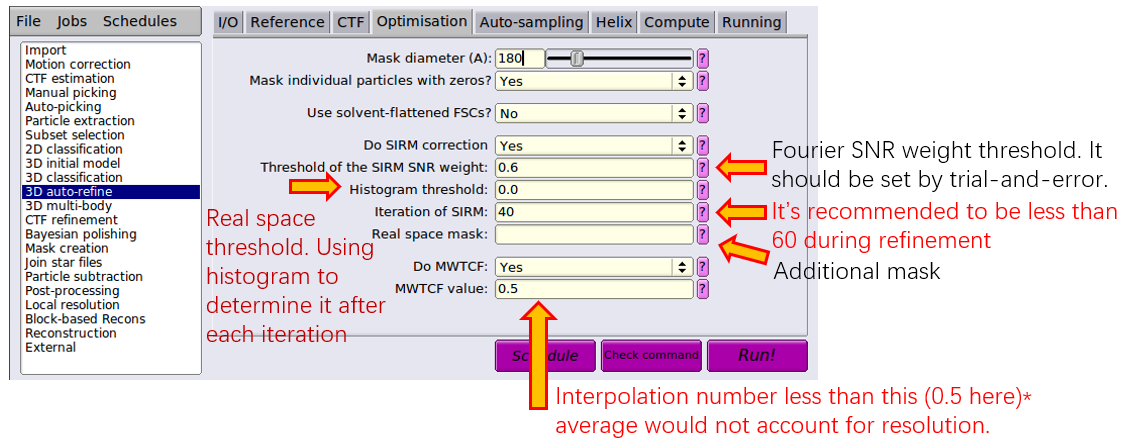 File Jobs Schedules
I/O Reference CTF Optimisation Auto-sampling Helix Compute Running
Import
Motion correction
CTF estimation
Manual picking
Auto-picking
Particle extraction
Subset selection
2D classification
3D initial model
3D classification
3D auto-refine
3D multi-body
CTF refinement
Bayesian polishing
Mask creation
Join star files
Particle subtraction
Post-processing
Local resolution
Block-based Recons
Reconstruction
External
Mask diameter (A): 180 ?
Mask individual particles with zeros? Yes ?
Use solvent-flattened FSCs? No ?
Do SIRM correction Yes ?
Threshold of the SIRM SNR weight: 0.6 ?
Histogram threshold: 0.0 ?
Iteration of SIRM: 40 ?
Real space mask: ?
Do MWTCF: Yes ?
MWTCF value: 0.5 ?
Schedule Check command Run!
Real space
threshold. Using
histogram to
determine it after
each iteration
Fourier SNR weight threshold. It
should be set by trial-and-error.
It's recommended to be less than
60 during refinement
Additional mask
Interpolation number less than this (0.5 here)*
average would not account for resolution.